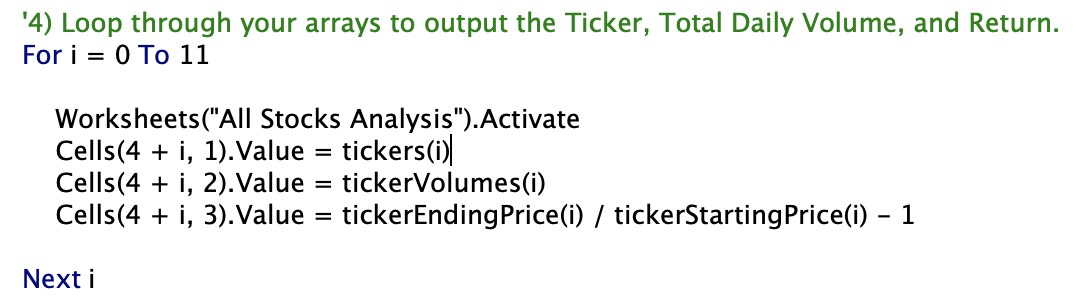 '4) Loop through your arrays to output the Ticker, Total Daily Volume, and Return.
For i = 0 To 11
Worksheets("All Stocks Analysis").Activate
Cells(4 + i, 1).Value = tickers(i)
Cells(4 + i, 2).Value = tickerVolumes(i)
Cells(4 + i, 3).Value = tickerEndingPrice(i) / tickerStartingPrice(i) - 1
Next i